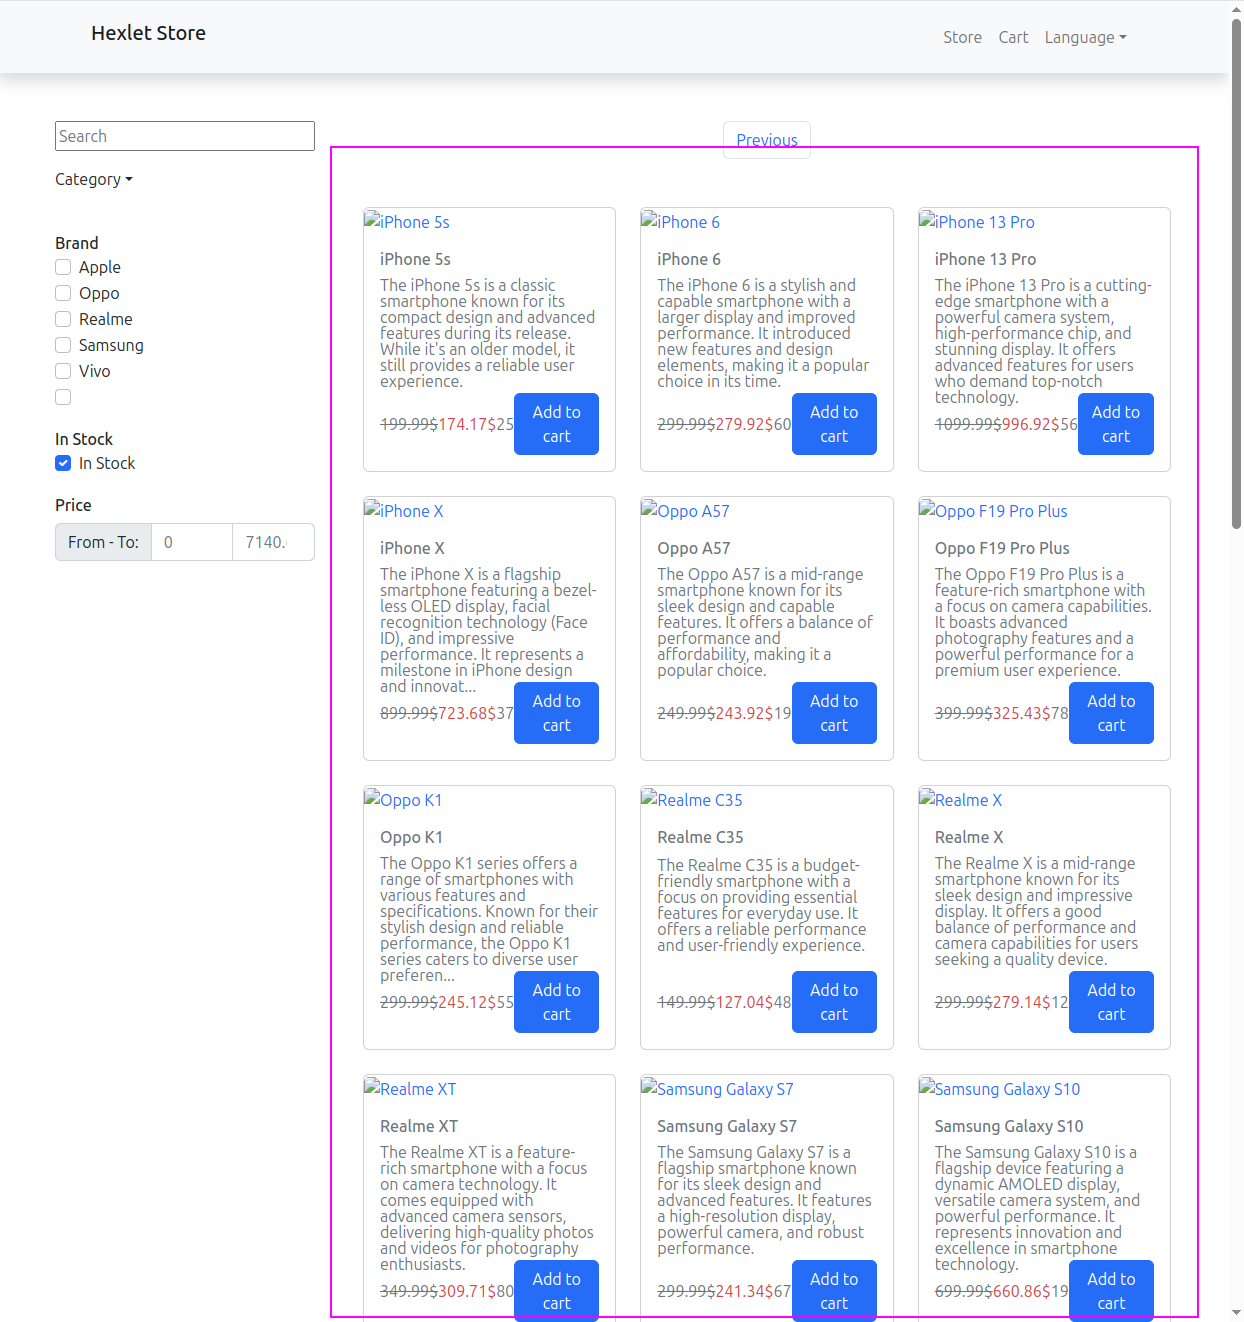 Hexlet Store
Store Cart Language
Search
Category
Brand
Apple
Oppo
Realme
Samsung
Vivo
In Stock
In Stock
Price
From - To: 0 7140.
Previous
iPhone 5s
iPhone 5s
The iPhone 5s is a classic
smartphone known for its
compact design and advanced
features during its release.
While it's an older model, it
still provides a reliable user
experience.
199.99$174.17$25
Add to
cart
iPhone 6
iPhone 6
The iPhone 6 is a stylish and
capable smartphone with a
larger display and improved
performance. It introduced
new features and design
elements, making it a popular
choice in its time.
299.99$279.92$60
Add to
cart
iPhone 13 Pro
iPhone 13 Pro
The iPhone 13 Pro is a cutting-
edge smartphone with a
powerful camera system,
high-performance chip, and
stunning display. It offers
advanced features for users
who demand top-notch
technology.
1099.99$996.92$56
Add to
cart
iPhone X
iPhone X
The iPhone X is a flagship
smartphone featuring a bezel-
less OLED display, facial
recognition technology (Face
ID), and impressive
performance. It represents a
milestone in iPhone design
and innovat...
899.99$723.68$37
Add to
cart
Oppo A57
Oppo A57
The Oppo A57 is a mid-range
smartphone known for its
sleek design and capable
features. It offers a balance of
performance and
affordability, making it a
popular choice.
249.99$243.92$19
Add to
cart
Oppo F19 Pro Plus
Oppo F19 Pro Plus
The Oppo F19 Pro Plus is a
feature-rich smartphone with
a focus on camera capabilities.
It boasts advanced
photography features and a
powerful performance for a
premium user experience.
399.99$325.43$78
Add to
cart
Oppo K1
Oppo K1
The Oppo K1 series offers a
range of smartphones with
various features and
specifications. Known for their
stylish design and reliable
performance, the Oppo K1
series caters to diverse user
preferen...
299.99$245.12$55
Add to
cart
Realme C35
Realme C35
The Realme C35 is a budget-
friendly smartphone with a
focus on providing essential
features for everyday use. It
offers a reliable performance
and user-friendly experience.
149.99$127.04$48
Add to
cart
Realme X
Realme X
The Realme X is a mid-range
smartphone known for its
sleek design and impressive
display. It offers a good
balance of performance and
camera capabilities for users
seeking a quality device.
299.99$279.14$12
Add to
cart
Realme XT
Realme XT
The Realme XT is a feature-
rich smartphone with a focus
on camera technology. It
comes equipped with
advanced camera sensors,
delivering high-quality photos
and videos for photography
enthusiasts.
349.99$309.71$80
Add to
cart
Samsung Galaxy S7
Samsung Galaxy S7
The Samsung Galaxy S7 is a
flagship smartphone known
for its sleek design and
advanced features. It features
a high-resolution display,
powerful camera, and robust
performance.
299.99$241.34$67
Add to
cart
Samsung Galaxy S10
Samsung Galaxy S10
The Samsung Galaxy S10 is a
flagship device featuring a
dynamic AMOLED display,
versatile camera system, and
powerful performance. It
represents innovation and
excellence in smartphone
technology.
699.99$660.86$19
Add to
cart